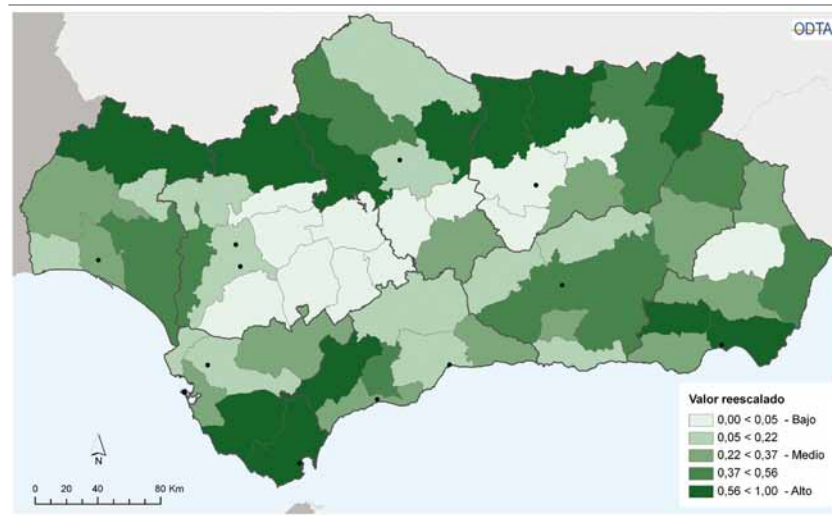 ODTA
Valor reescalado
0,00 < 0,05 - Bajo
0,05 < 0,22
0,22 < 0,37 - Medio
0,37 < 0,56
0,56 < 1,00 - Alto
N
0 20 40 80 Km